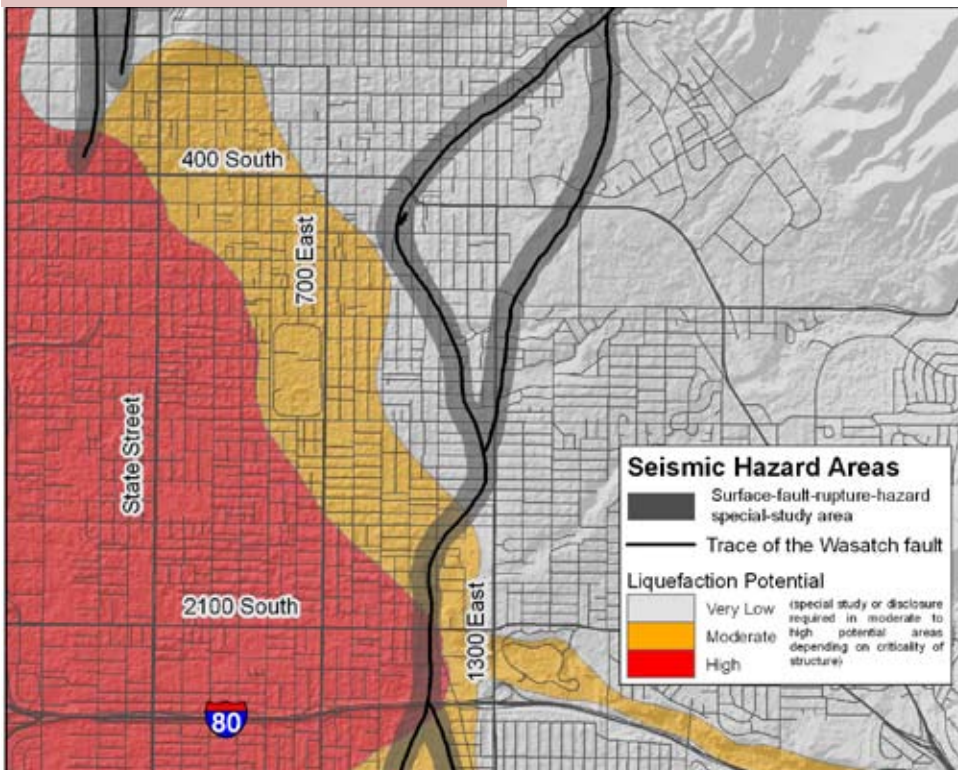 400 South
700 East
State Street
2100 South
1300 East
80
Seismic Hazard Areas
Surface-fault-rupture-hazard
special-study area
Trace of the Wasatch fault
Liquefaction Potential
Very Low
Moderate
High
(special study or disclosure
required in moderate to
high potential areas
depending on criticality of
structure)